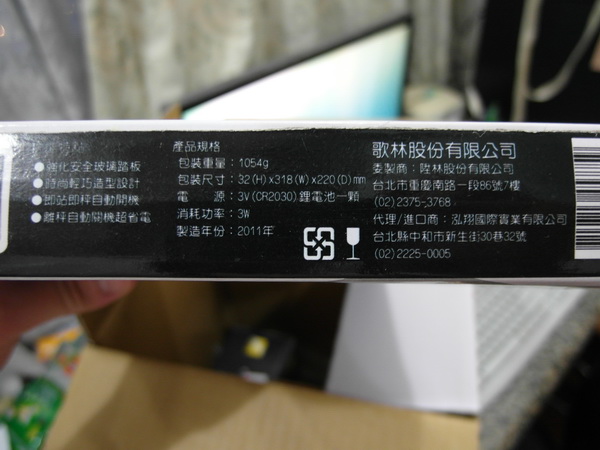 ●強化安全玻璃踏板
●時尚輕巧造型設計
●即站即秤自動開機
●離秤自動關機超省電
產品規格
包裝重量：1054g
包裝尺寸：32(H)x318(W)x220(D)mm
電　　源：3V(CR2030)鋰電池一顆
消耗功率：3W
製造年份：2011年
歌林股份有限公司
委製商：陞林股份有限公司
台北市重慶南路一段86號7樓
(02)2375-3768
代理/進口商：泓翔國際實業有限公司
台北縣中和市新生街30巷32號
(02)2225-0005